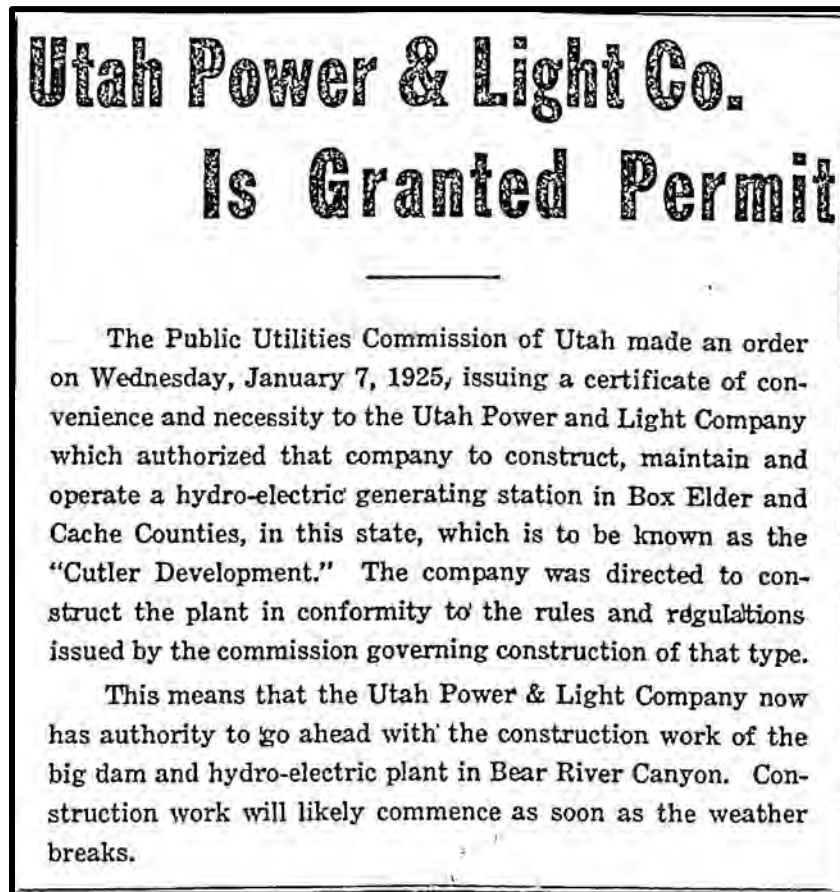 Utah Power & Light Co.
Is Granted Permit
The Public Utilities Commission of Utah made an order
on Wednesday, January 7, 1925, issuing a certificate of con-
venience and necessity to the Utah Power and Light Company
which authorized that company to construct, maintain and
operate a hydro-electric generating station in Box Elder and
Cache Counties, in this state, which is to be known as the
"Cutler Development." The company was directed to con-
struct the plant in conformity to the rules and regulations
issued by the commission governing construction of that type.
This means that the Utah Power & Light Company now
has authority to go ahead with the construction work of the
big dam and hydro-electric plant in Bear River Canyon. Con-
struction work will likely commence as soon as the weather
breaks.